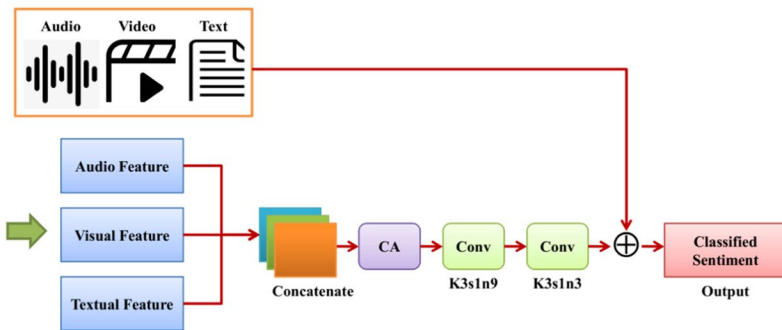 Audio Video Text
Audio Feature
Visual Feature
Textual Feature
Concatenate
CA
Conv
K3s1n9
Conv
K3s1n3
Classified
Sentiment
Output